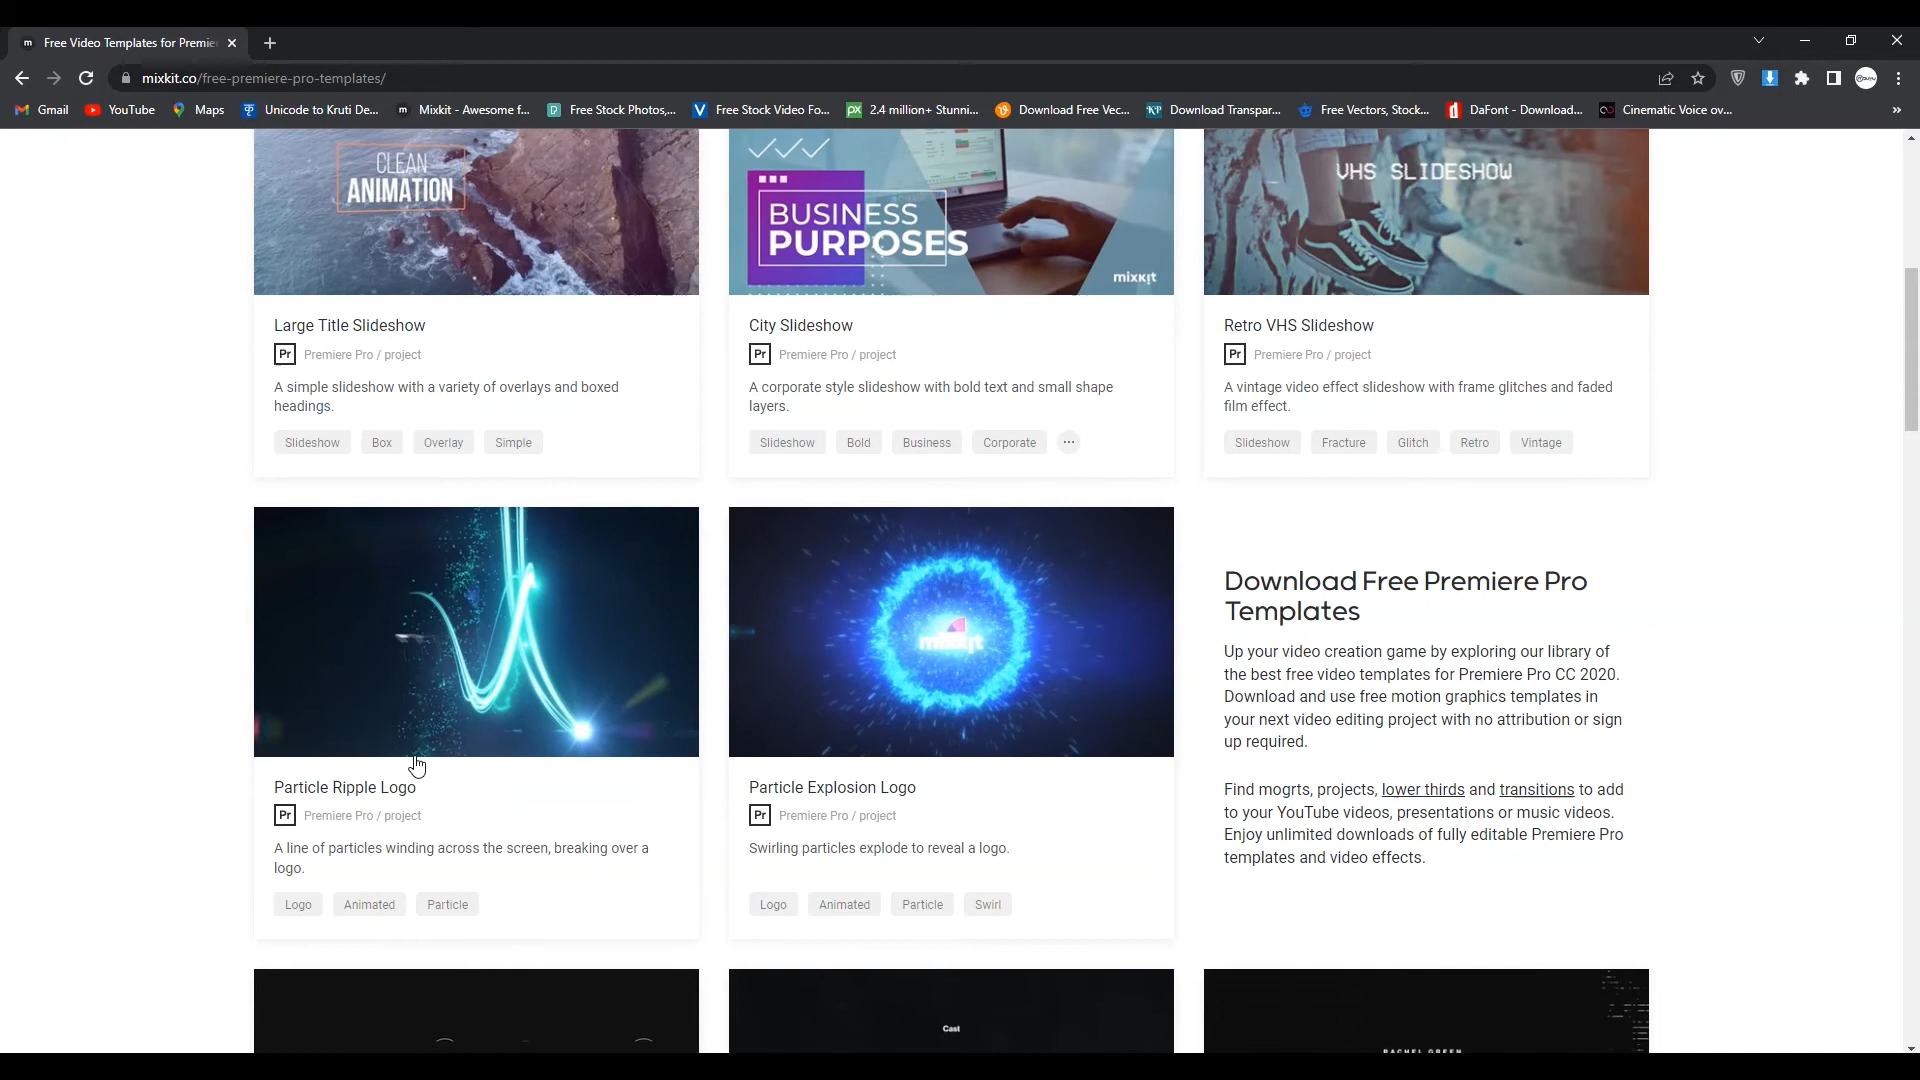 m Free Video Templates for Premie
mixkit.co/free-premiere-pro-templates/
Gmail YouTube Maps Unicode to Kruti De... Mixkit - Awesome f... Free Stock Photos,... Free Stock Video Fo... 2.4 million+ Stunni... Download Free Vec... Download Transpar... Free Vectors, Stock... DaFont - Download... Cinematic Voice ov... »
CLEAN
ANIMATION
BUSINESS
PURPOSES
mixkit
VHS SLIDESHOW
Large Title Slideshow
Pr Premiere Pro / project
A simple slideshow with a variety of overlays and boxed
headings.
Slideshow Box Overlay Simple
City Slideshow
Pr Premiere Pro / project
A corporate style slideshow with bold text and small shape
layers.
Slideshow Bold Business Corporate ...
Retro VHS Slideshow
Pr Premiere Pro / project
A vintage video effect slideshow with frame glitches and faded
film effect.
Slideshow Fracture Glitch Retro Vintage
mixkit
Particle Ripple Logo
Pr Premiere Pro / project
A line of particles winding across the screen, breaking over a
logo.
Logo Animated Particle
Particle Explosion Logo
Pr Premiere Pro / project
Swirling particles explode to reveal a logo.
Logo Animated Particle Swirl
Download Free Premiere Pro
Templates
Up your video creation game by exploring our library of
the best free video templates for Premiere Pro CC 2020.
Download and use free motion graphics templates in
your next video editing project with no attribution or sign
up required.
Find mogrts, projects, lower thirds and transitions to add
to your YouTube videos, presentations or music videos.
Enjoy unlimited downloads of fully editable Premiere Pro
templates and video effects.
Cast
RACHEL GREEN